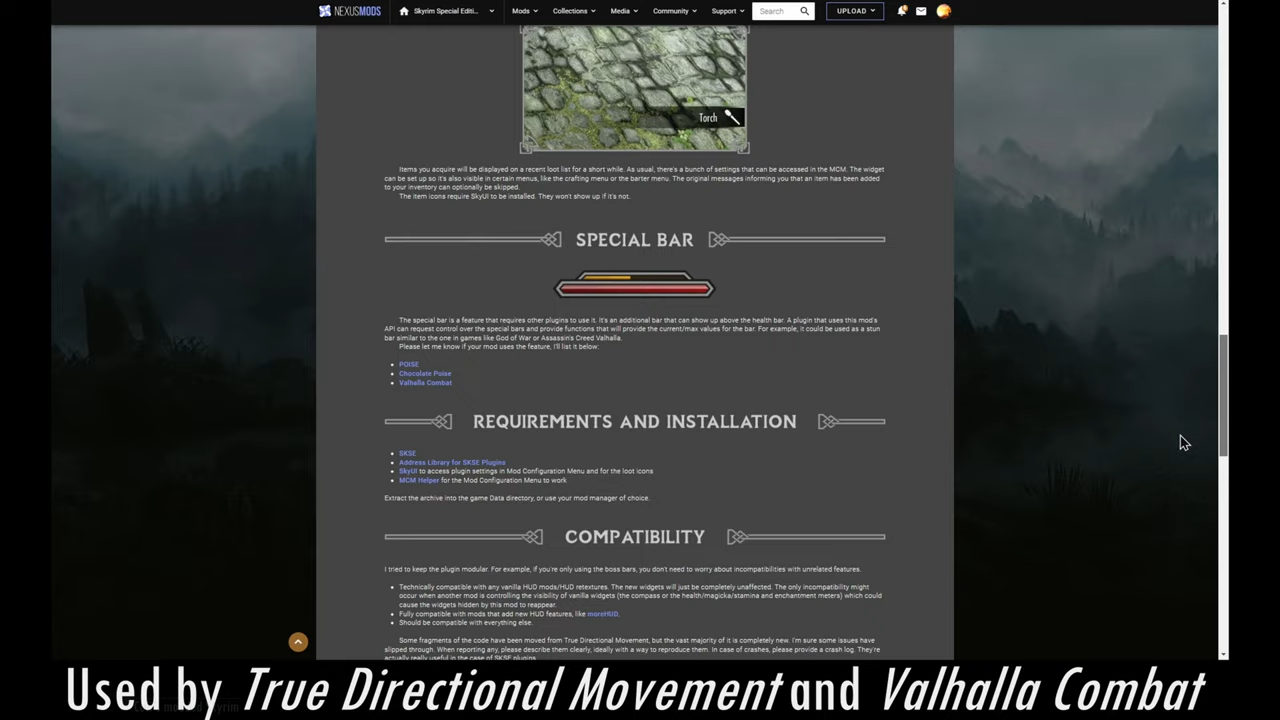 NEXUSMODS
Skyrim Special Editi...
Mods
Collections
Media
Community
Support
Search
UPLOAD
Torch
Items you acquire will be displayed on a recent loot list for a short while. As usual, there's a bunch of settings that can be accessed in the MCM. The widget
can be set up so it's also visible in certain menus, like the crafting menu or the barter menu. The original messages informing you that an item has been added
to your inventory can optionally be skipped.
The item icons require SkyUI to be installed. They won't show up if it's not.
SPECIAL BAR
The special bar is a feature that requires other plugins to use it. It's an additional bar that can show up above the health bar. A plugin that uses this mod's
API can request control over the special bars and provide functions that will provide the current/max values for the bar. For example, it could be used as a stun
bar similar to the one in games like God of War or Assassin's Creed Valhalla.
Please let me know if your mod uses the feature, I'll list it below:
• POISE
• Chocolate Poise
• Valhalla Combat
REQUIREMENTS AND INSTALLATION
• SKSE
• Address Library for SKSE Plugins
• SkyUI to access plugin settings in Mod Configuration Menu and for the loot icons
• MCM Helper for the Mod Configuration Menu to work
Extract the archive into the game Data directory, or use your mod manager of choice.
COMPATIBILITY
I tried to keep the plugin modular. For example, if you're only using the boss bars, you don't need to worry about incompatibilities with unrelated features.
• Technically compatible with any vanilla HUD mods/HUD retextures. The new widgets will just be completely unaffected. The only incompatibility might
occur when another mod is controlling the visibility of vanilla widgets (the compass or the health/magicka/stamina and enchantment meters) which could
cause the widgets hidden by this mod to reappear.
• Fully compatible with mods that add new HUD features, like moreHUD.
• Should be compatible with everything else.
Some fragments of the code have been moved from True Directional Movement, but the vast majority of it is completely new. I'm sure some issues have
slipped through. When reporting any, please describe them clearly, ideally with a way to reproduce them. In case of crashes, please provide a crash log. They're
actually really useful in the case of SKSE plugins.
Used by True Directional Movement and Valhalla Combat